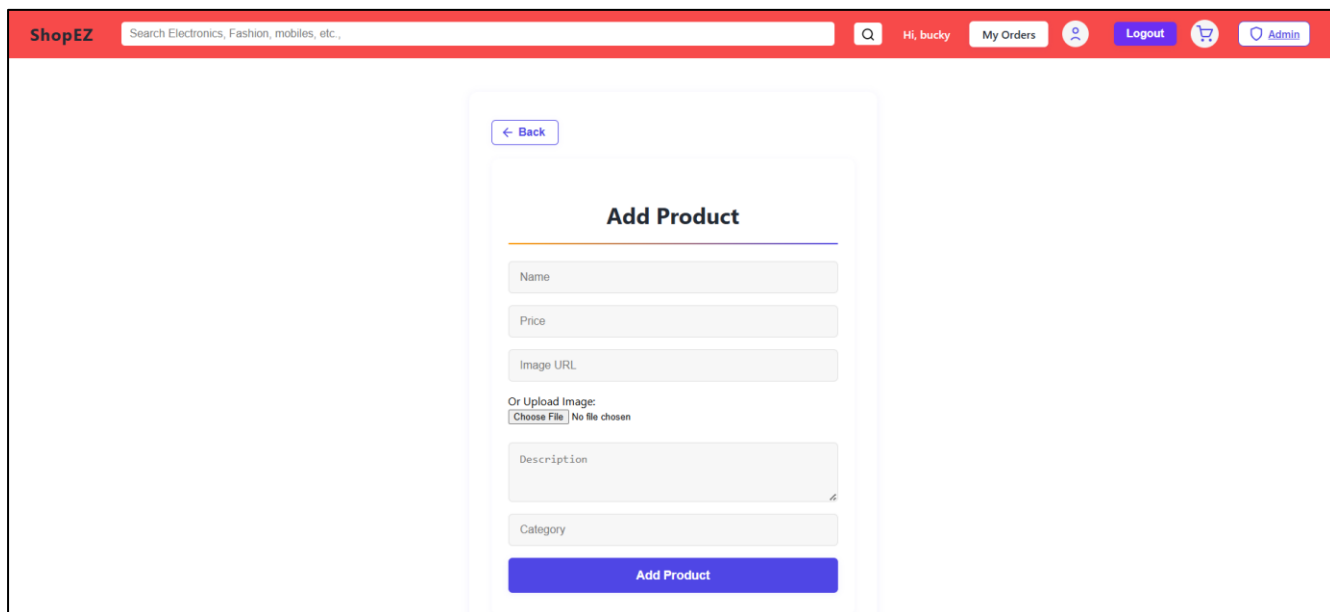 ShopEZ Search Electronics, Fashion, mobiles, etc., Hi, bucky My Orders Logout Admin
Back
Add Product
Name
Price
Image URL
Or Upload Image:
Choose File No file chosen
Description
Category
Add Product